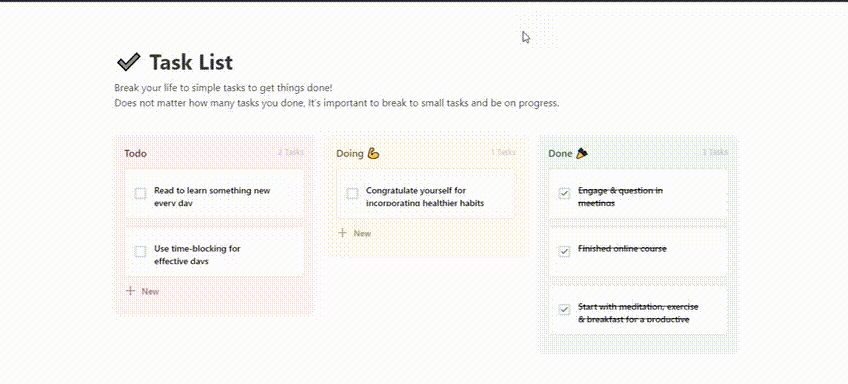 Task List
Break your life to simple tasks to get things done!
Does not matter how many tasks you done, It's important to break to small tasks and be on progress.
Todo 2 Tasks
Read to learn something new
every day
Use time-blocking for
effective days
New
Doing 1 Tasks
Congratulate yourself for
incorporating healthier habits
New
Done 3 Tasks
Engage & question in
meetings
Finished online course
Start with meditation, exercise
& breakfast for a productive